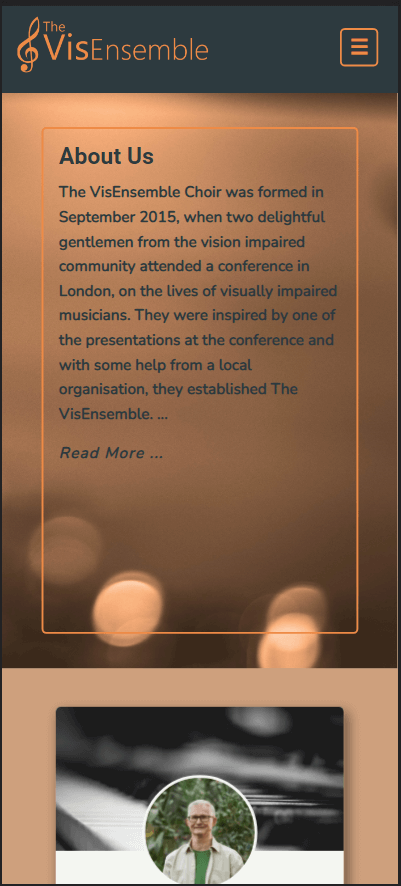 The
VisEnsemble
About Us
The VisEnsemble Choir was formed in
September 2015, when two delightful
gentlemen from the vision impaired
community attended a conference in
London, on the lives of visually impaired
musicians. They were inspired by one of
the presentations at the conference and
with some help from a local
organisation, they established The
VisEnsemble. ...
Read More ...